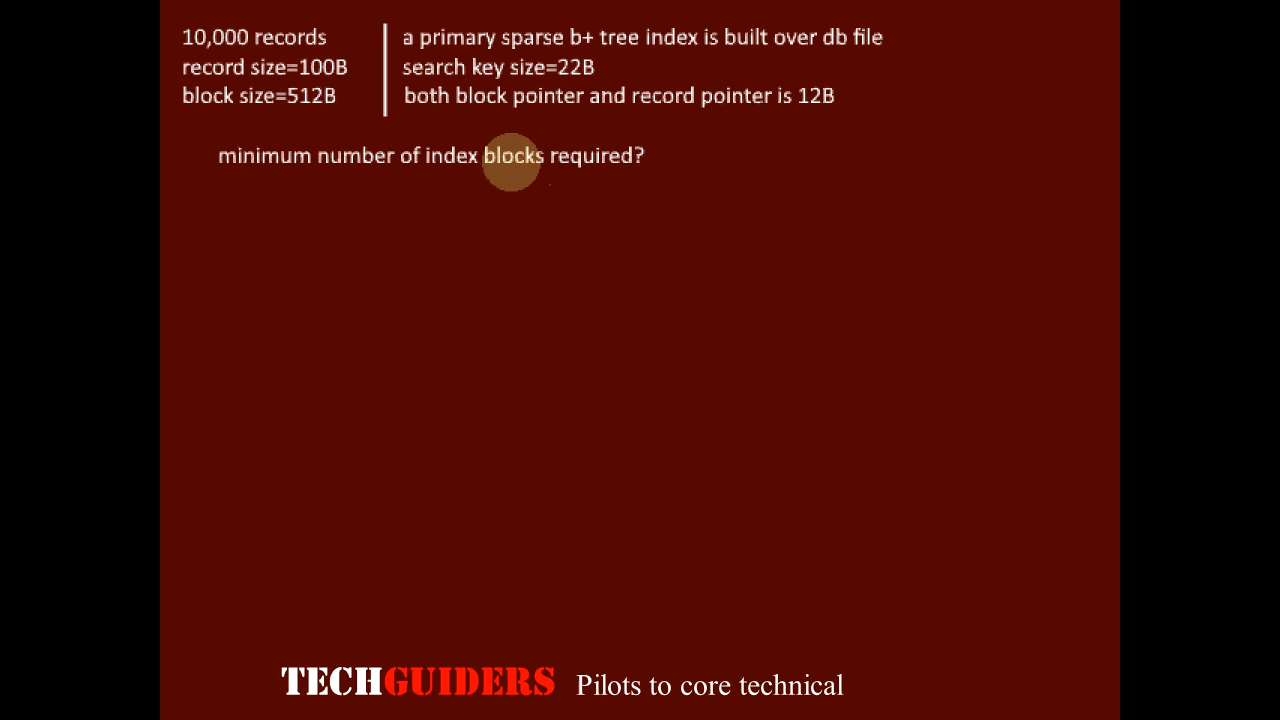 10,000 records
record size=100B
block size=512B
a primary sparse b+ tree index is built over db file
search key size=22B
both block pointer and record pointer is 12B
minimum number of index blocks required?
TECHGUIDERS Pilots to core technical